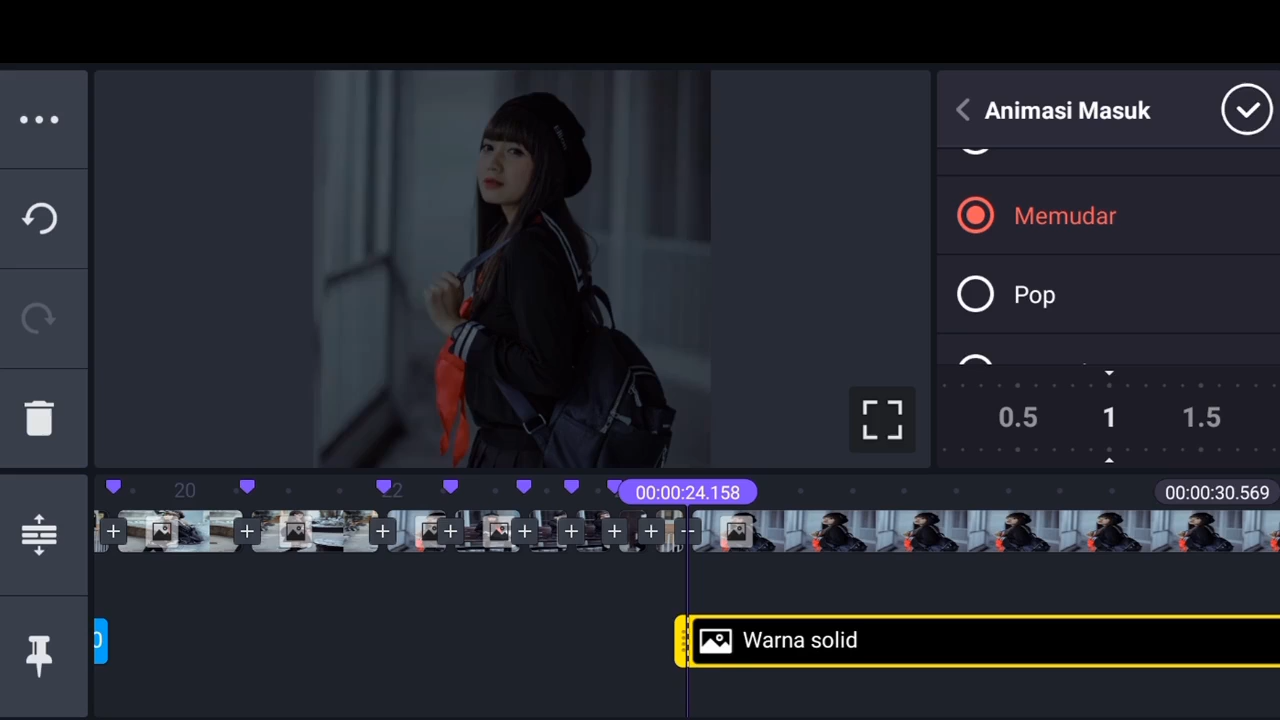 Animasi Masuk
Memudar
Pop
0.5 1 1.5
20
22
00:00:24.158
00:00:30.569
Warna solid